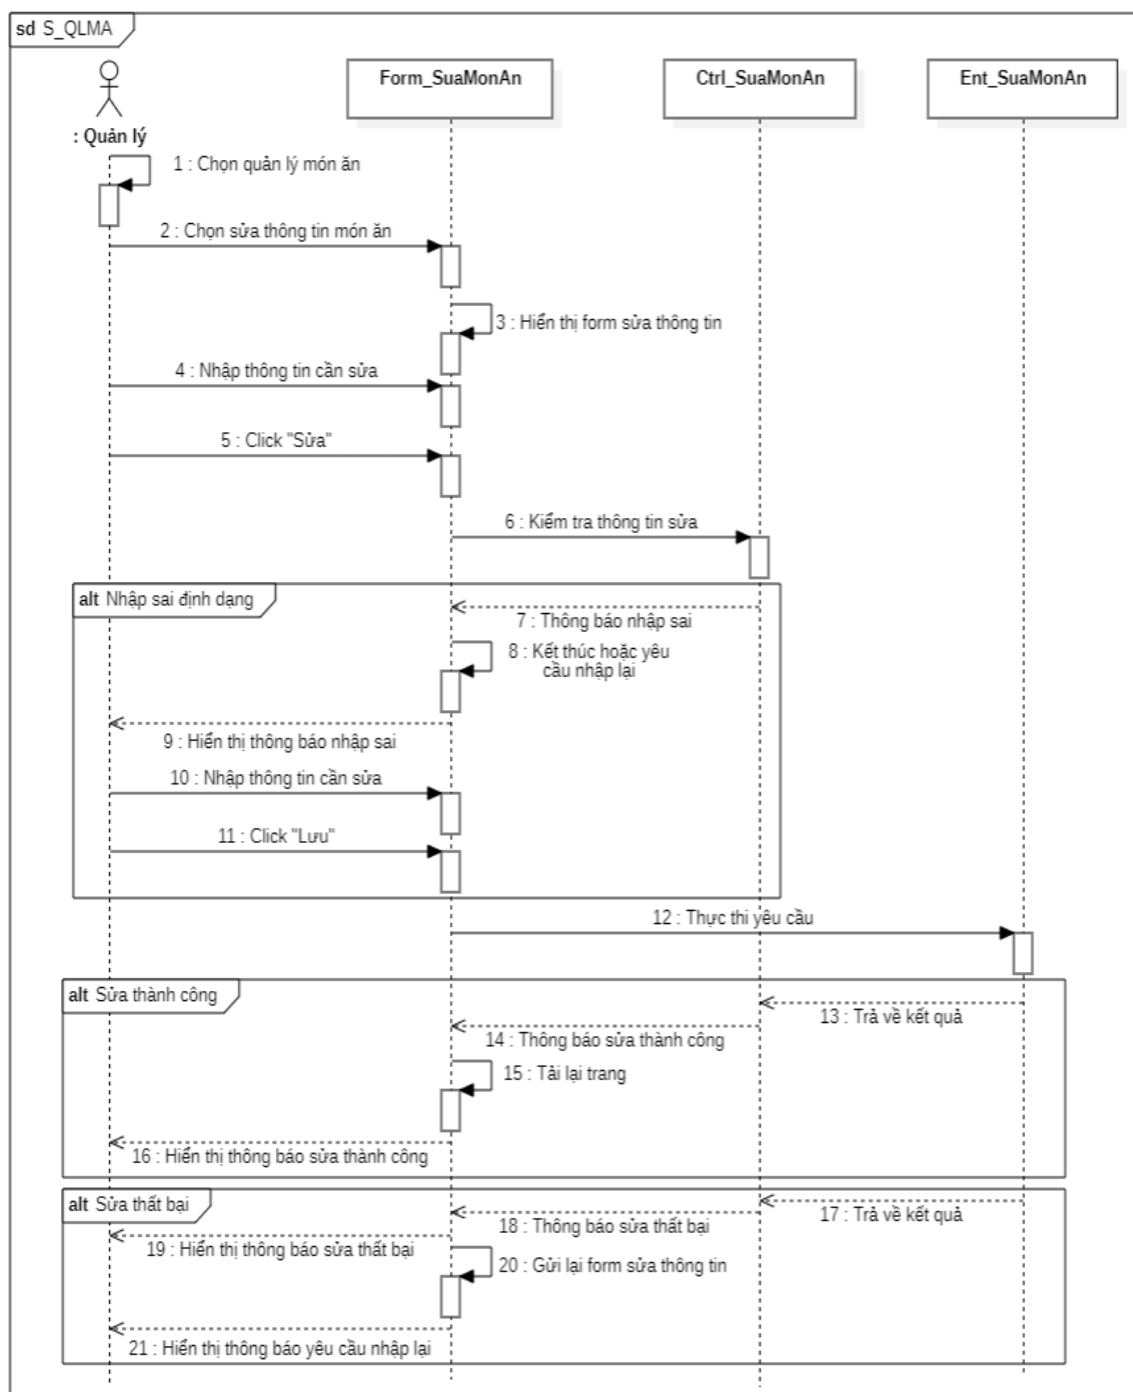 sd S_QLMA
: Quản lý
Form_SuaMonAn
Ctrl_SuaMonAn
Ent_SuaMonAn
1 : Chọn quản lý món ăn
2 : Chọn sửa thông tin món ăn
3 : Hiển thị form sửa thông tin
4 : Nhập thông tin cần sửa
5 : Click "Sửa"
6 : Kiểm tra thông tin sửa
alt Nhập sai định dạng
7 : Thông báo nhập sai
8 : Kết thúc hoặc yêu
cầu nhập lại
9 : Hiển thị thông báo nhập sai
10 : Nhập thông tin cần sửa
11 : Click "Lưu"
12 : Thực thi yêu cầu
alt Sửa thành công
13 : Trả về kết quả
14 : Thông báo sửa thành công
15 : Tải lại trang
16 : Hiển thị thông báo sửa thành công
alt Sửa thất bại
17 : Trả về kết quả
18 : Thông báo sửa thất bại
19 : Hiển thị thông báo sửa thất bại
20 : Gửi lại form sửa thông tin
21 : Hiển thị thông báo yêu cầu nhập lại